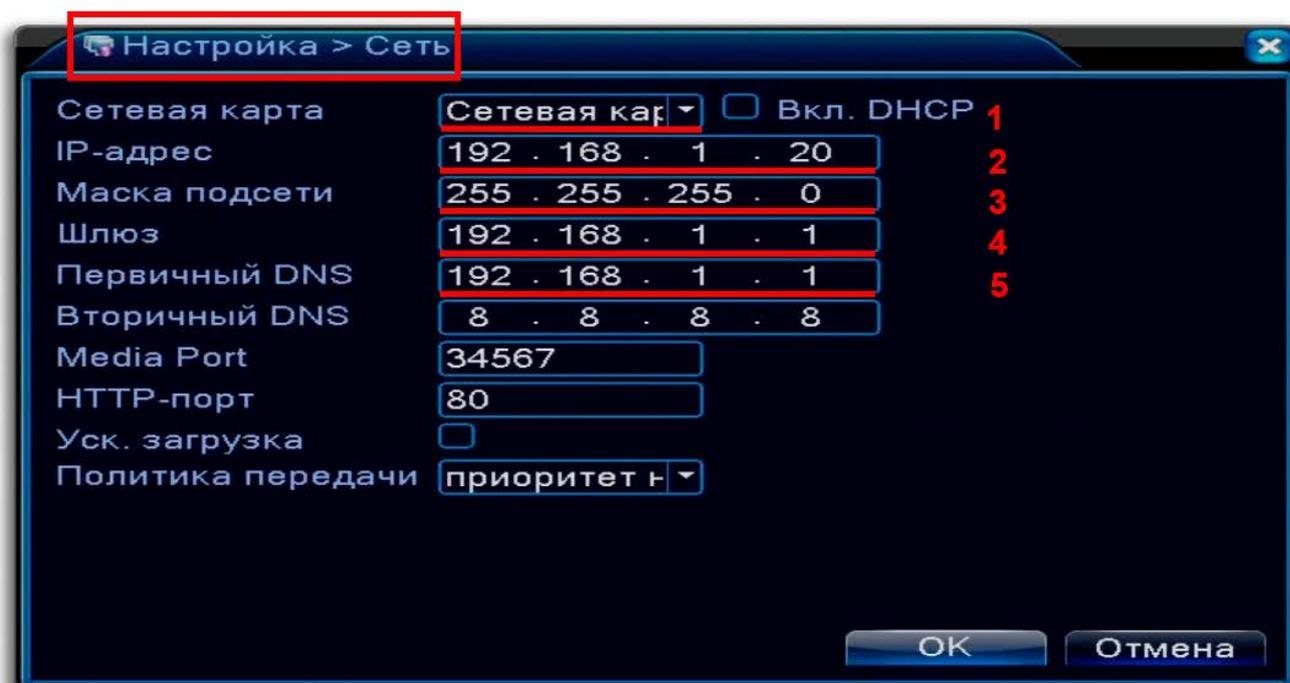 Настройка > Сеть
Сетевая карта Сетевая кар Вкл. DHCP 1
IP-адрес 192 . 168 . 1 . 20 2
Маска подсети 255 . 255 . 255 . 0 3
Шлюз 192 . 168 . 1 . 1 4
Первичный DNS 192 . 168 . 1 . 1 5
Вторичный DNS 8 . 8 . 8 . 8
Media Port 34567
HTTP-порт 80
Уск. загрузка
Политика передачи приоритет
OK Отмена